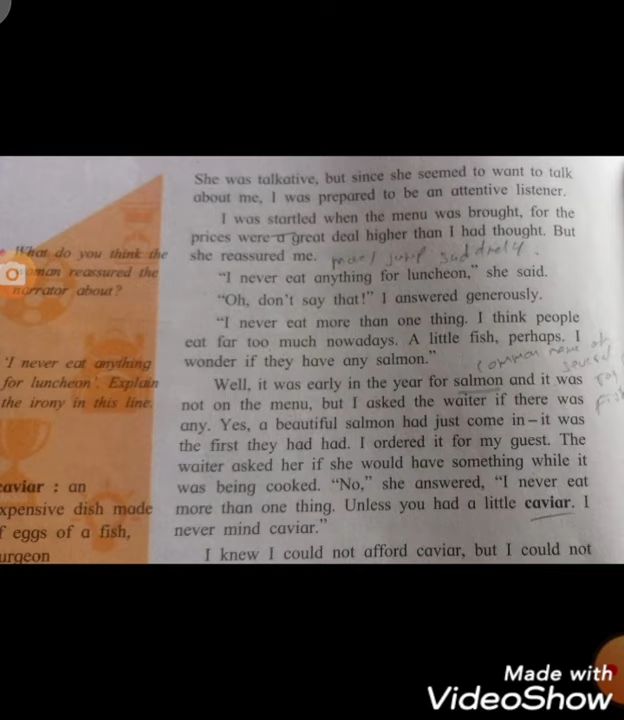 She was talkative, but since she seemed to want to talk
about me, I was prepared to be an attentive listener.
I was startled when the menu was brought, for the
prices were a great deal higher than I had thought. But
she reassured me.
"I never eat anything for luncheon," she said.
"Oh, don't say that!" I answered generously.
"I never eat more than one thing. I think people
eat far too much nowadays. A little fish, perhaps. I
wonder if they have any salmon."
common name of
several
fish
Well, it was early in the year for salmon and it was
not on the menu, but I asked the waiter if there was
any. Yes, a beautiful salmon had just come in–it was
the first they had had. I ordered it for my guest. The
waiter asked her if she would have something while it
was being cooked. "No," she answered, "I never eat
more than one thing. Unless you had a little caviar. I
never mind caviar."
I knew I could not afford caviar, but I could not
What do you think the
oman reassured the
narrator about?
'I never eat anything
for luncheon'. Explain
the irony in this line.
caviar : an
xpensive dish made
f eggs of a fish,
urgeon
Made with
VideoShow